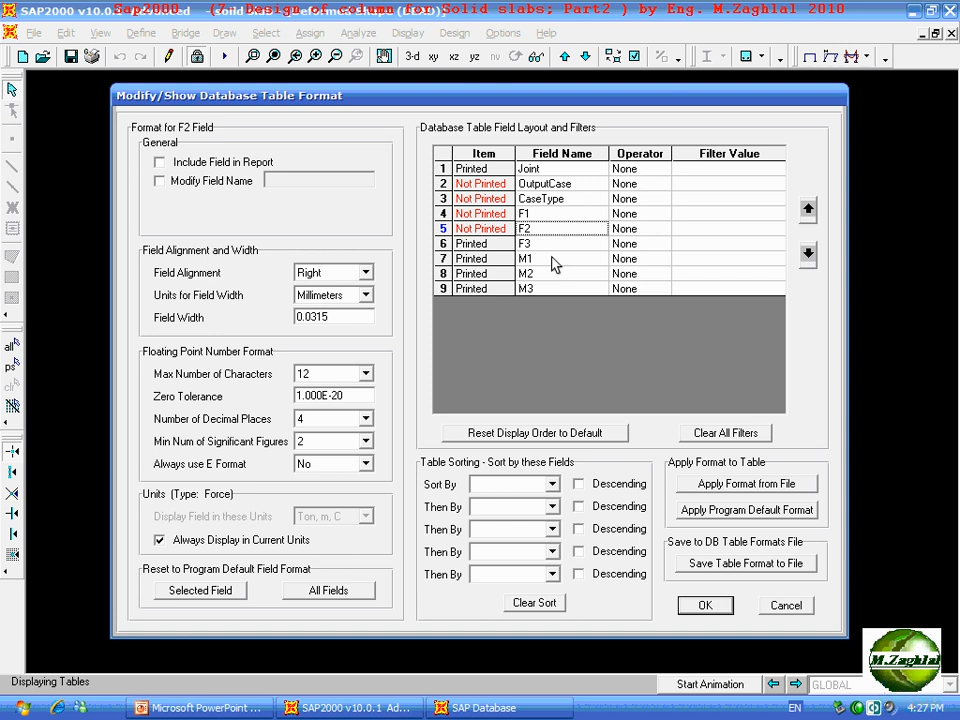 Sap2000 (7- Design of column for Solid slabs; Part2 ) by Eng. M.Zaghlal 2010
SAP2000 v10.0.1
File Edit View Define Bridge Draw Select Assign Analyze Display Design Options Help
3-d xy xz yz nv
all
ps
clr
Modify/Show Database Table Format
Format for F2 Field
General
Include Field in Report
Modify Field Name
Field Alignment and Width
Field Alignment Right
Units for Field Width Millimeters
Field Width 0.0315
Floating Point Number Format
Max Number of Characters 12
Zero Tolerance 1.000E-20
Number of Decimal Places 4
Min Num of Significant Figures 2
Always use E Format No
Units (Type: Force)
Display Field in these Units Ton, m, C
Always Display in Current Units
Reset to Program Default Field Format
Selected Field All Fields
Database Table Field Layout and Filters
Item Field Name Operator Filter Value
1 Printed Joint None
2 Not Printed OutputCase None
3 Not Printed CaseType None
4 Not Printed F1 None
5 Not Printed F2 None
6 Printed F3 None
7 Printed M1 None
8 Printed M2 None
9 Printed M3 None
Reset Display Order to Default Clear All Filters
Table Sorting - Sort by these Fields
Sort By Descending
Then By Descending
Then By Descending
Then By Descending
Then By Descending
Clear Sort
Apply Format to Table
Apply Format from File
Apply Program Default Format
Save to DB Table Formats File
Save Table Format to File
OK Cancel
M.Zaghlal
Displaying Tables Start Animation GLOBAL
Microsoft PowerPoint ... SAP2000 v10.0.1 Ad... SAP Database EN 4:27 PM